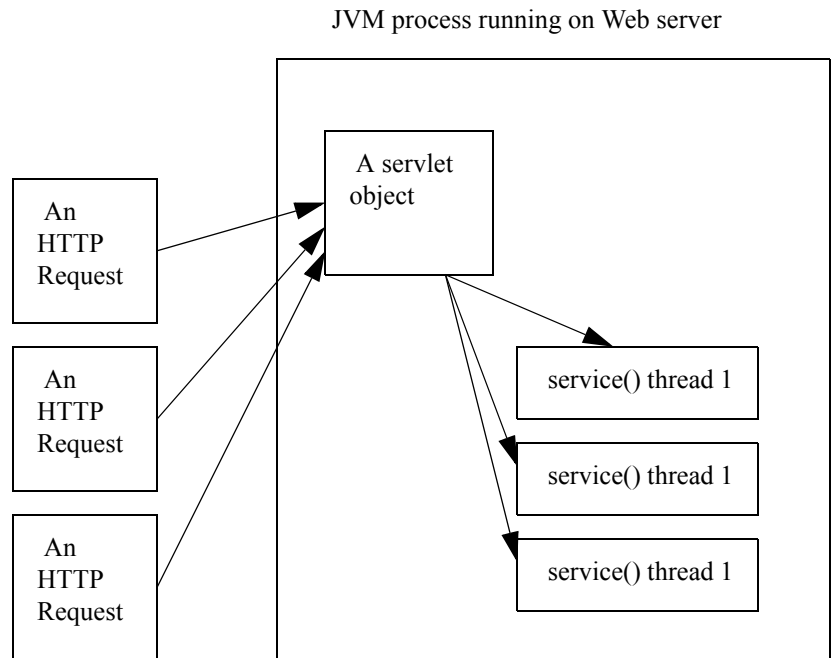 JVM process running on Web server
A servlet
object
An
HTTP
Request
An
HTTP
Request
An
HTTP
Request
service() thread 1
service() thread 1
service() thread 1